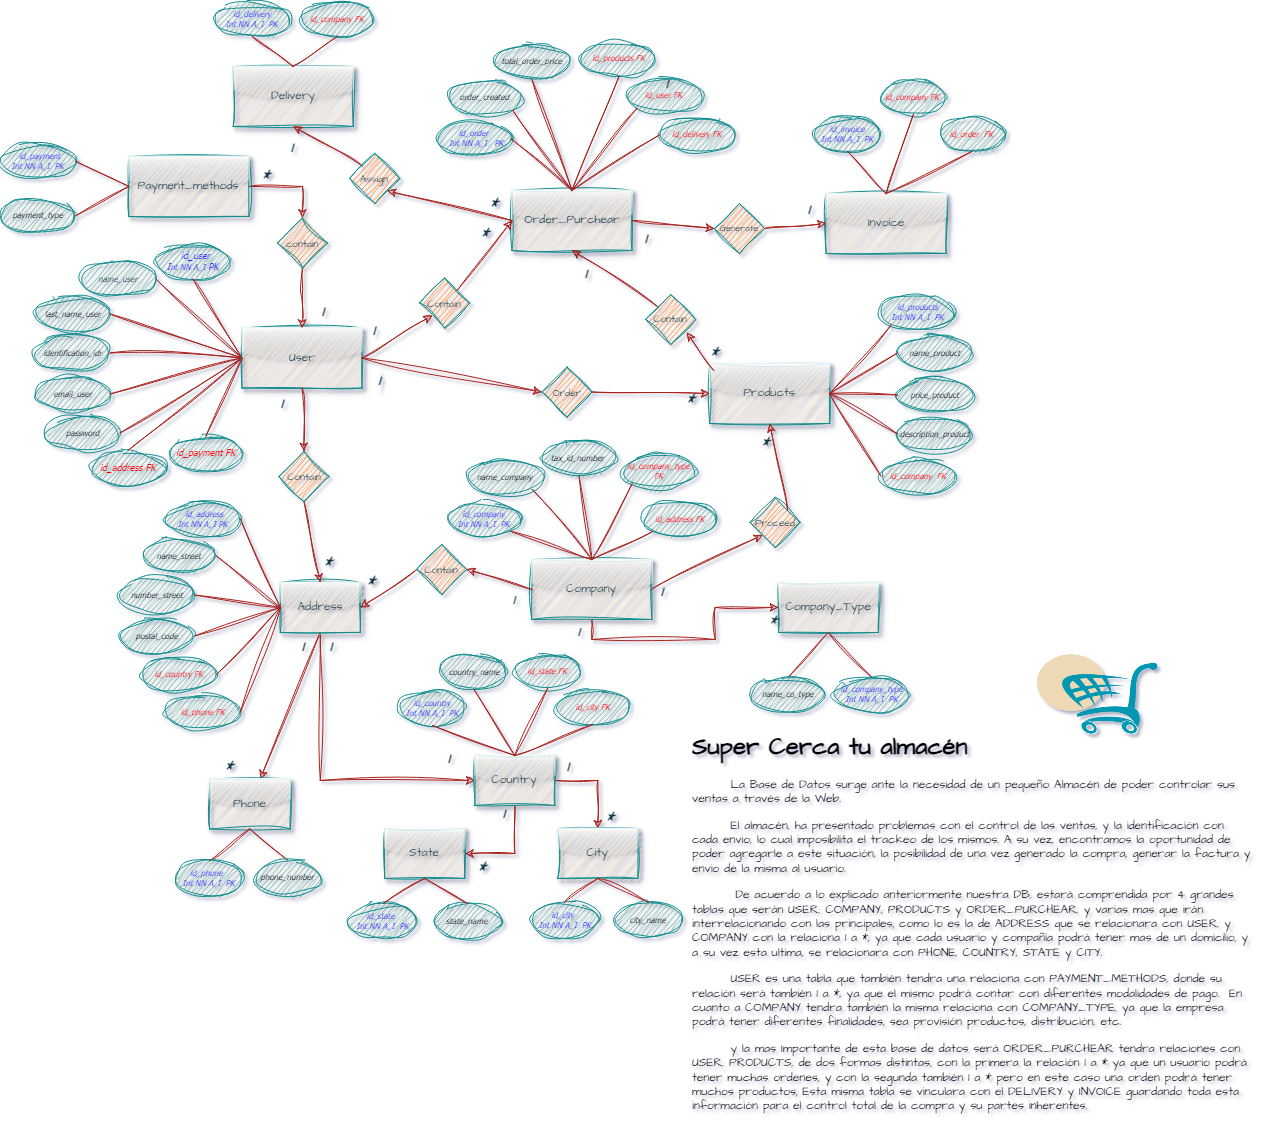 id_delivery
Int NN A_I PK
id_company FK
Delivery
1
Assign
*
id_payment
Int NN A_I PK
payment_type
Payment_methods
*
contain
total_order_price
id_products FK
order_created
id_user FK
id_order
Int NN A_I PK
id_delivery FK
Order_Purchear
*
1
1
Generate
1
id_company FK
id_invoice
Int NN A_I PK
id_order FK
Invoice
id_user
Int NN A_I PK
name_user
last_name_user
identification_idr
email_user
password
id_address FK
id_payment FK
User
1
1
1
1
Contain
Contain
1
*
Order
*
Products
*
id_products
Int NN A_I PK
name_product
price_product
description_product
id_company FK
Contain
id_address
Int NN A_I PK
name_street
number_street
postal_code
id_country FK
id_phone FK
*
*
Address
1
1
Contain
tax_id_number
name_company
id_company_type
FK
id_company
Int NN A_I PK
id_address FK
Company
1
1
1
Proceed
Company_Type
*
name_co_type
id_company_type
Int NN A_I PK
country_name
id_state FK
id_country
Int NN A_I PK
id_city FK
Country
1
1
1
*
Phone
id_phone
Int NN A_I PK
phone_number
State
*
id_state
Int NN A_I PK
state_name
City
*
id_city
Int NN A_I PK
city_name
Super Cerca tu almacén
La Base de Datos surge ante la necesidad de un pequeño Almacén de poder controlar sus
ventas a través de la Web.
El almacén, ha presentado problemas con el control de las ventas, y la identificación con
cada envio, lo cual imposibilita el trackeo de los mismos. A su vez, encontramos la oportunidad de
poder agregarle a este situación, la posibilidad de una vez generado la compra, generar la factura y
envio de la misma al usuario.
De acuerdo a lo explicado anteriormente nuestra DB, estará comprendida por 4 grandes
tablas que serán USER, COMPANY, PRODUCTS y ORDER_PURCHEAR, y varias mas que irán
interrelacionando con las principales, como lo es la de ADDRESS que se relacionara con USER, y
COMPANY con la relaciona 1 a *, ya que cada usuario y compañía podrá tener mas de un domicilio, y
a su vez esta ultima, se relacionara con PHONE, COUNTRY, STATE y CITY.
USER es una tabla que también tendra una relaciona con PAYMENT_METHODS, donde su
relación será también 1 a *, ya que el mismo podrá contar con diferentes modalidades de pago. En
cuanto a COMPANY tendra también la misma relaciona con COMPANY_TYPE, ya que la empresa
podrá tener diferentes finalidades, sea provisión productos, distribución, etc.
y la mas Importante de esta base de datos será ORDER_PURCHEAR tendra relaciones con
USER, PRODUCTS, de dos formas distintas, con la primera la relación 1 a * ya que un usuario podrá
tener muchas ordenes, y con la segunda también 1 a * pero en este caso una orden podrá tener
muchos productos, Esta misma tabla se vinculara con el DELIVERY y INVOICE guardando toda esta
información para el control total de la compra y su partes inherentes.